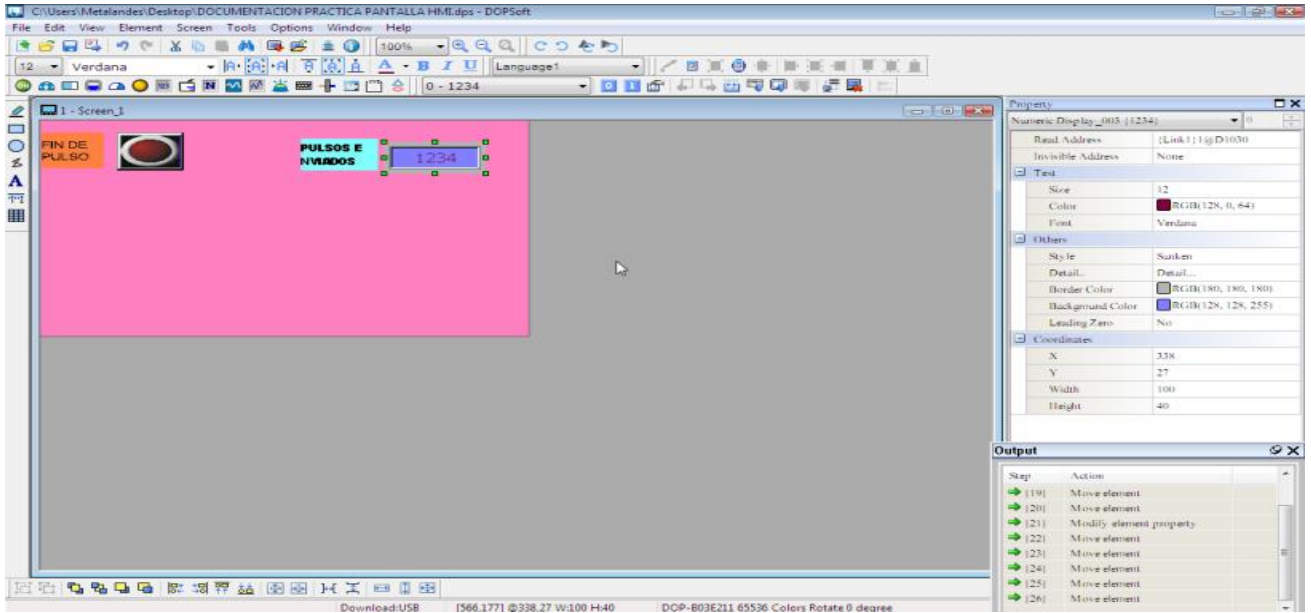 C:\Users\Metalandes\Desktop\DOCUMENTACION PRACTICA PANTALLA HMI.dps - DOPSoft
File Edit View Element Screen Tools Options Window Help
100%
12 Verdana A A A A A A A B I U Language1
0 - 1234
1 - Screen_1
FIN DE
PULSO
PULSOS E
NVIADOS
1234
Property
Numeric Display_003 {1234}
Read Address {Link1}1@D1030
Invisible Address None
Text
Size 12
Color RGB(128, 0, 64)
Font Verdana
Others
Style Sunken
Detail... Detail...
Border Color RGB(180, 180, 180)
Background Color RGB(128, 128, 255)
Leading Zero No
Coordinates
X 338
Y 27
Width 100
Height 40
Output
Step Action
[19] Move element
[20] Move element
[21] Modify element property
[22] Move element
[23] Move element
[24] Move element
[25] Move element
[26] Move element
Download:USB [566,177] @338,27 W:100 H:40 DOP-B03E211 65536 Colors Rotate 0 degree